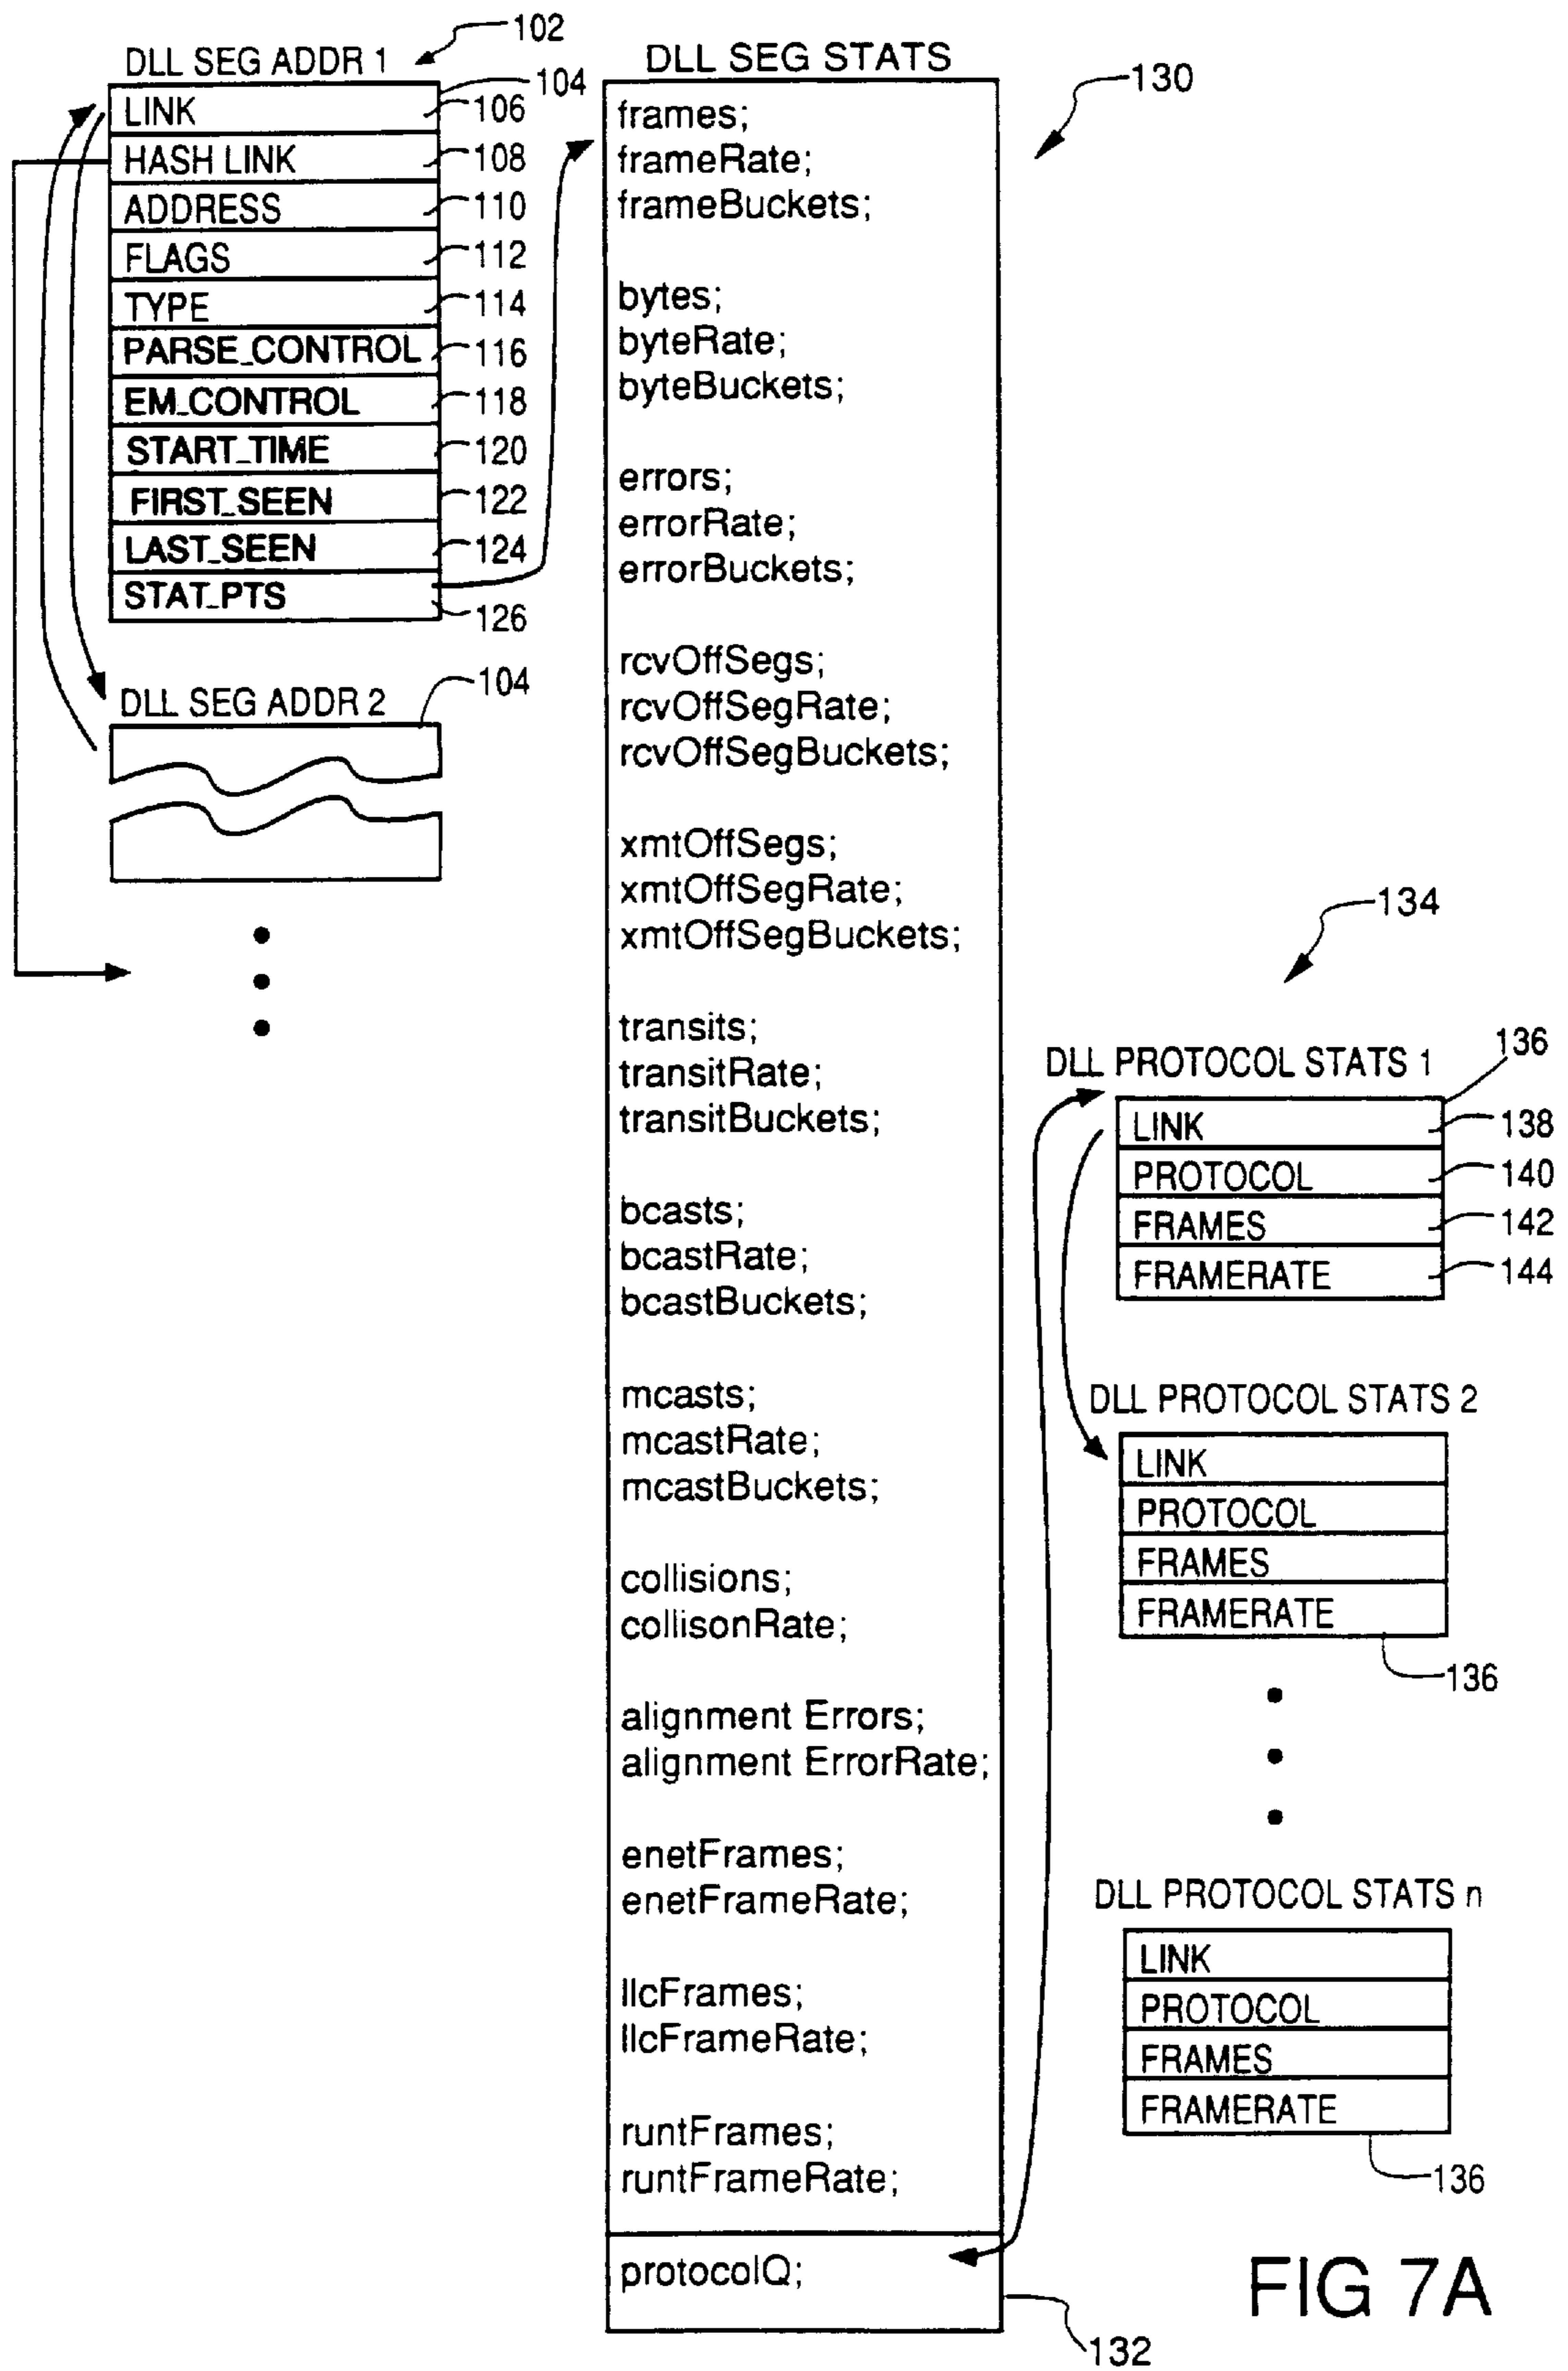 102
DLL SEG ADDR 1
104
LINK 106
HASH LINK 108
ADDRESS 110
FLAGS 112
TYPE 114
PARSE_CONTROL 116
EM_CONTROL 118
START_TIME 120
FIRST_SEEN 122
LAST_SEEN 124
STAT_PTS 126
DLL SEG ADDR 2
104
DLL SEG STATS
130
frames;
frameRate;
frameBuckets;
bytes;
byteRate;
byteBuckets;
errors;
errorRate;
errorBuckets;
rcvOffSegs;
rcvOffSegRate;
rcvOffSegBuckets;
xmtOffSegs;
xmtOffSegRate;
xmtOffSegBuckets;
transits;
transitRate;
transitBuckets;
bcasts;
bcastRate;
bcastBuckets;
mcasts;
mcastRate;
mcastBuckets;
collisions;
collisonRate;
alignment Errors;
alignment ErrorRate;
enetFrames;
enetFrameRate;
llcFrames;
llcFrameRate;
runtFrames;
runtFrameRate;
protocolQ;
132
134
DLL PROTOCOL STATS 1
136
LINK 138
PROTOCOL 140
FRAMES 142
FRAMERATE 144
DLL PROTOCOL STATS 2
LINK
PROTOCOL
FRAMES
FRAMERATE
136
DLL PROTOCOL STATS n
LINK
PROTOCOL
FRAMES
FRAMERATE
136
FIG 7A